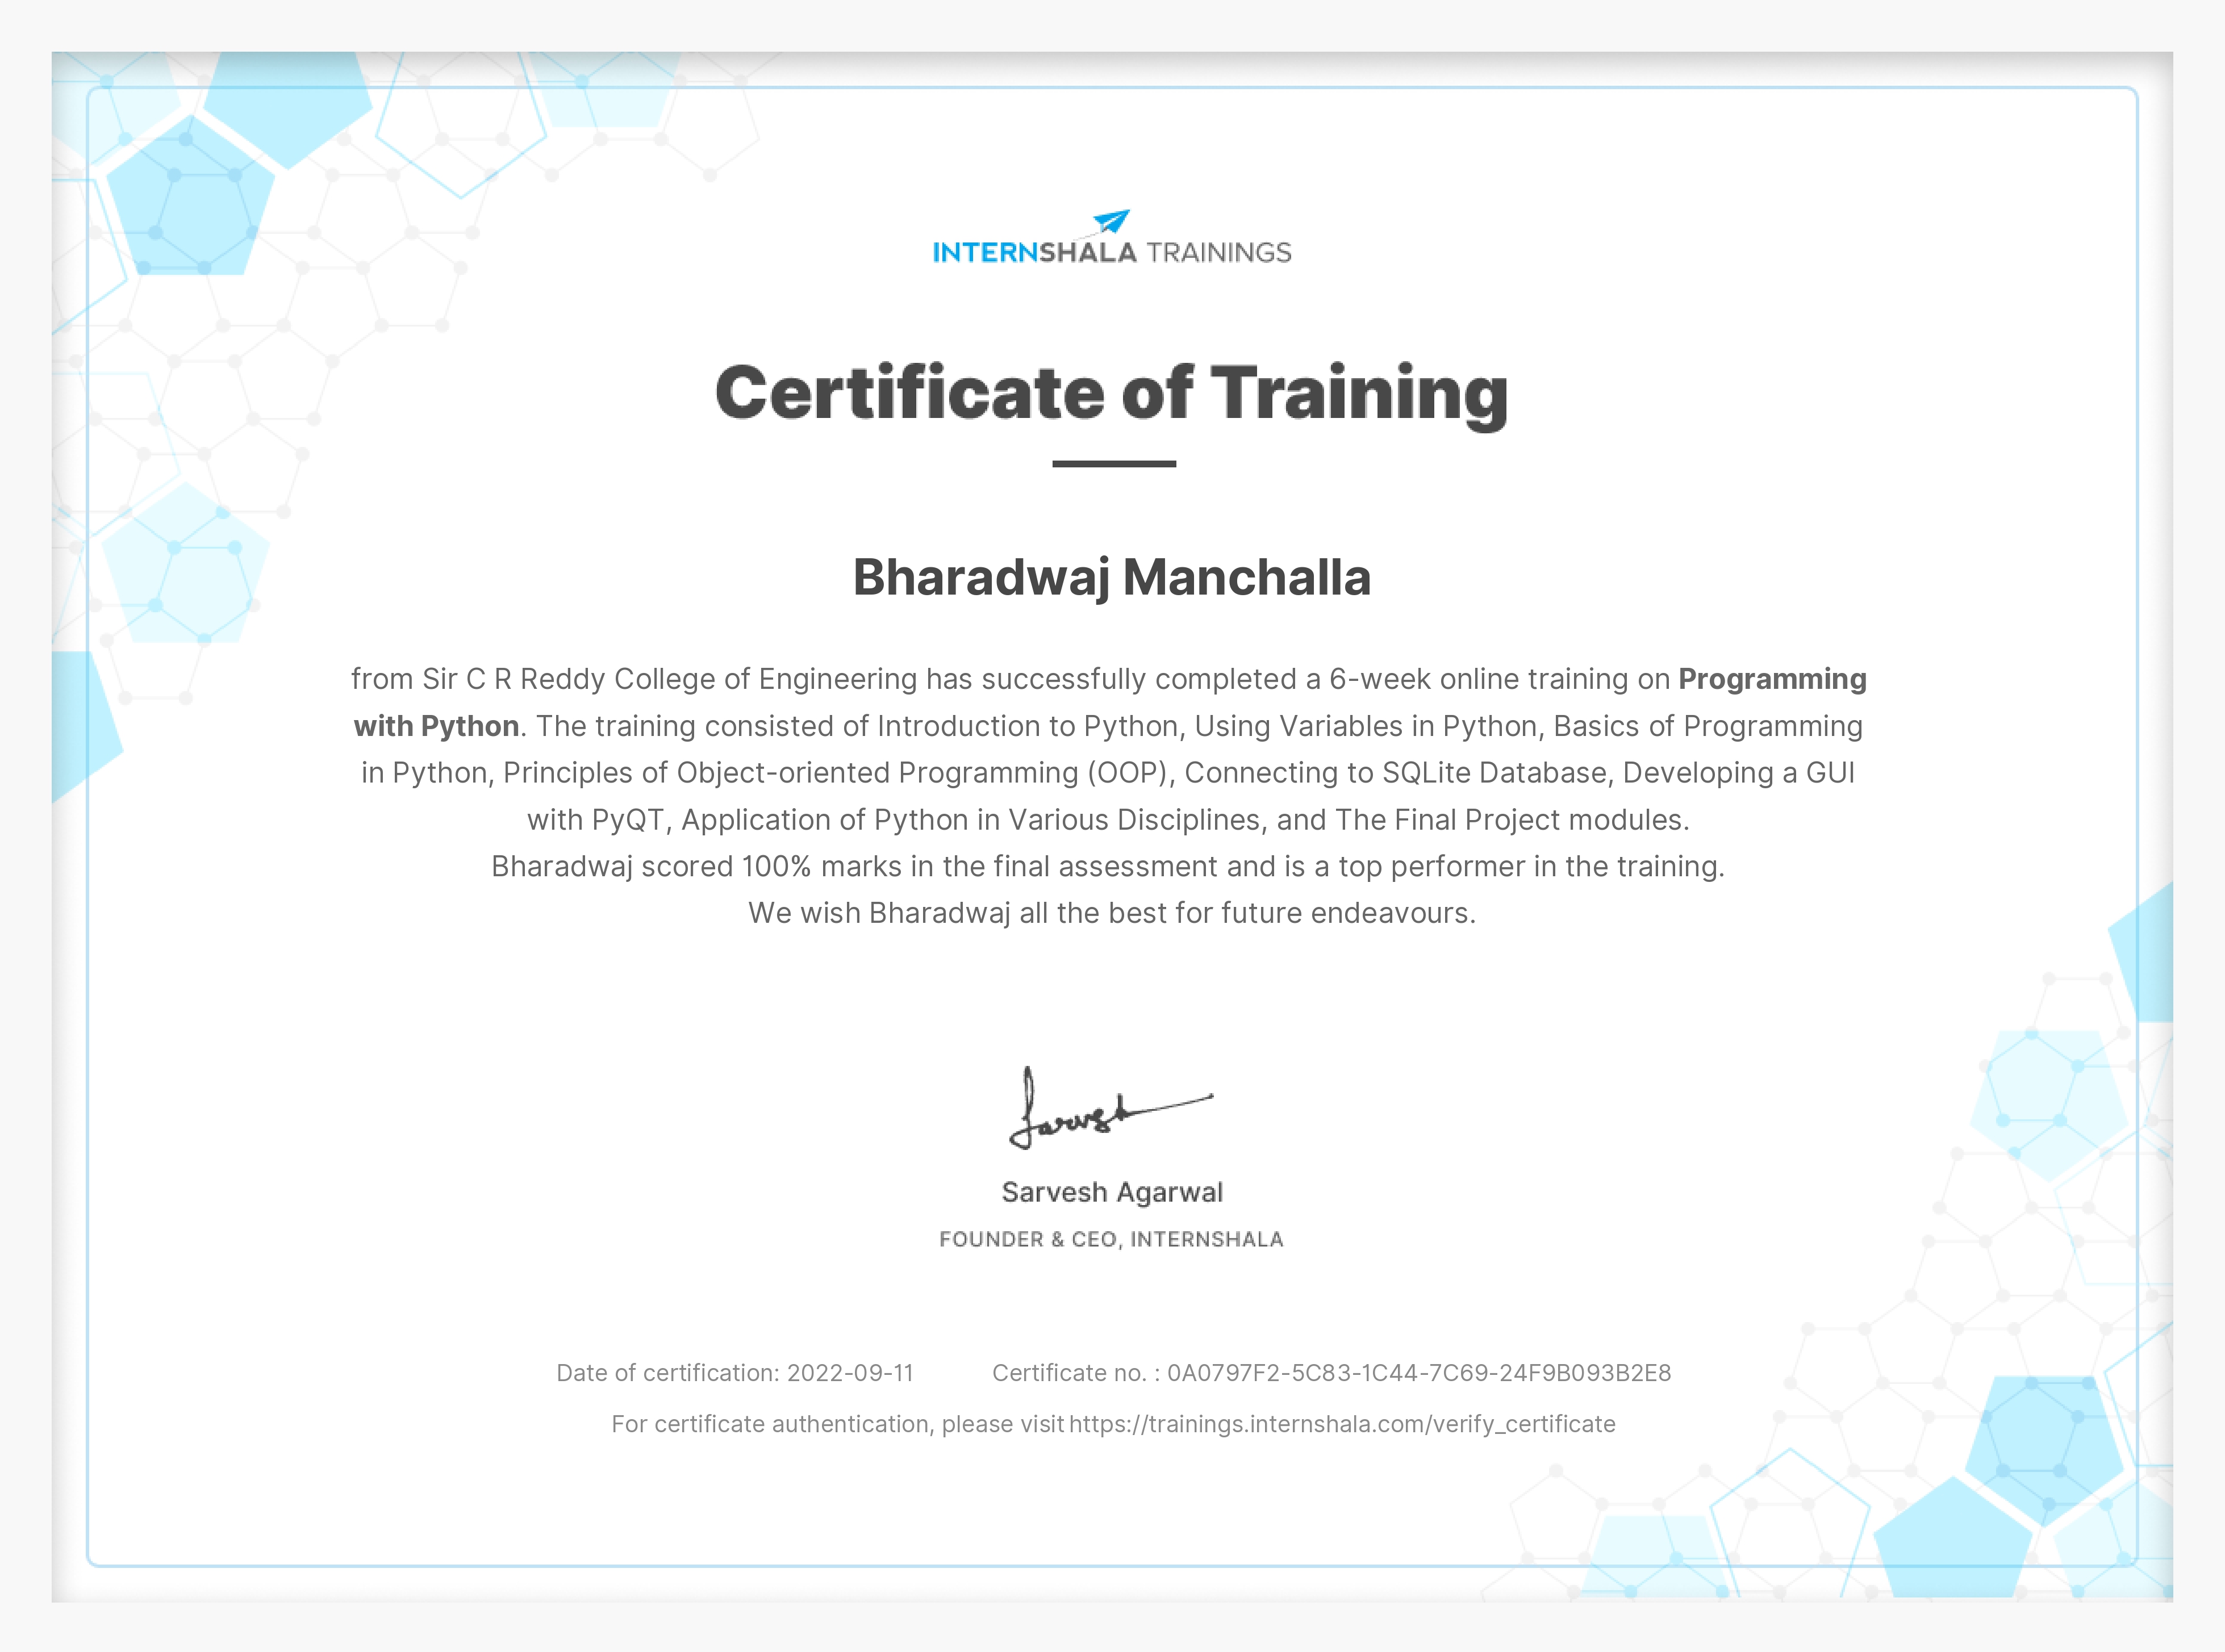 INTERNSHALA TRAININGS
Certificate of Training
Bharadwaj Manchalla
from Sir C R Reddy College of Engineering has successfully completed a 6-week online training on Programming
with Python. The training consisted of Introduction to Python, Using Variables in Python, Basics of Programming
in Python, Principles of Object-oriented Programming (OOP), Connecting to SQLite Database, Developing a GUI
with PyQT, Application of Python in Various Disciplines, and The Final Project modules.
Bharadwaj scored 100% marks in the final assessment and is a top performer in the training.
We wish Bharadwaj all the best for future endeavours.
Sarvesh
Sarvesh Agarwal
FOUNDER & CEO, INTERNSHALA
Date of certification: 2022-09-11 Certificate no. : 0A0797F2-5C83-1C44-7C69-24F9B093B2E8
For certificate authentication, please visit https://trainings.internshala.com/verify_certificate